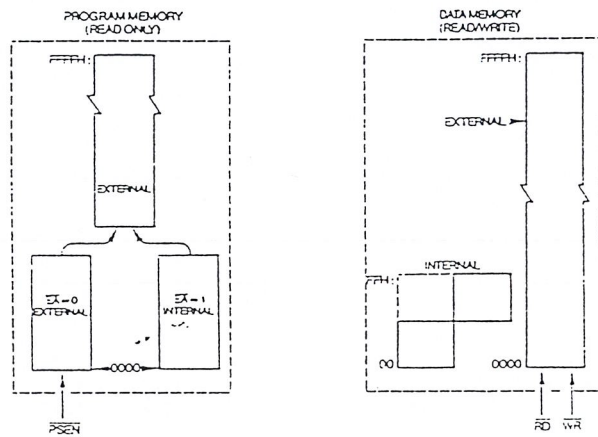 PROGRAM MEMORY
(READ ONLY)
FFFFH:
EXTERNAL
EA = 0
EXTERNAL
EA = 1
INTERNAL
0000
PSEN
DATA MEMORY
(READ/WRITE)
FFFFH:
EXTERNAL
INTERNAL
FFH:
00
0000
RD
WR